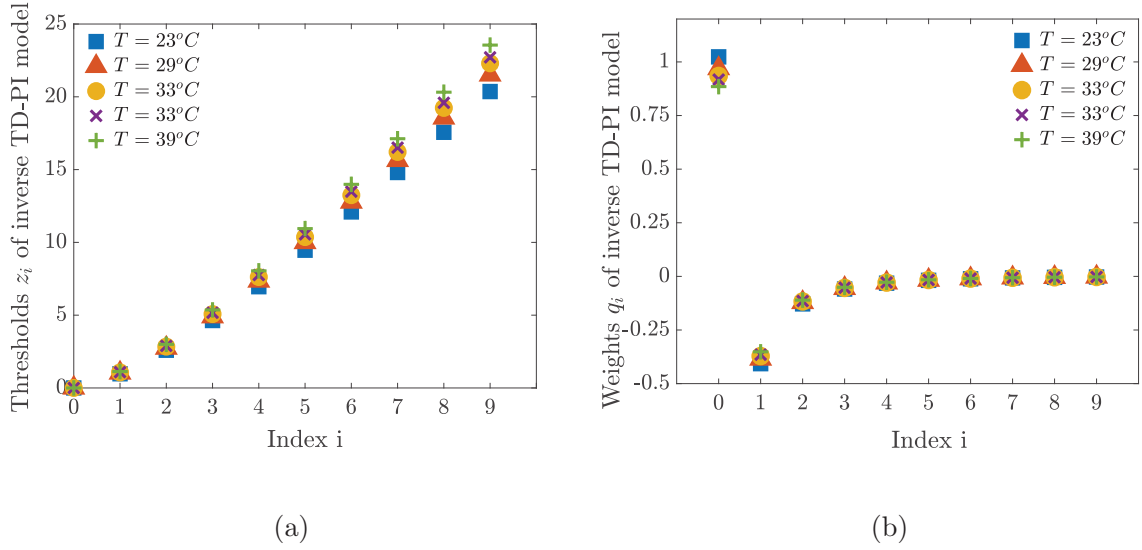 Thresholds z_i of inverse TD-PI model
25
20
15
10
5
0
T = 23°C
T = 29°C
T = 33°C
T = 33°C
T = 39°C
0 1 2 3 4 5 6 7 8 9
Index i
(a)
Weights q_i of inverse TD-PI model
1
0.75
0.5
0.25
0
-0.25
-0.5
T = 23°C
T = 29°C
T = 33°C
T = 33°C
T = 39°C
0 1 2 3 4 5 6 7 8 9
Index i
(b)